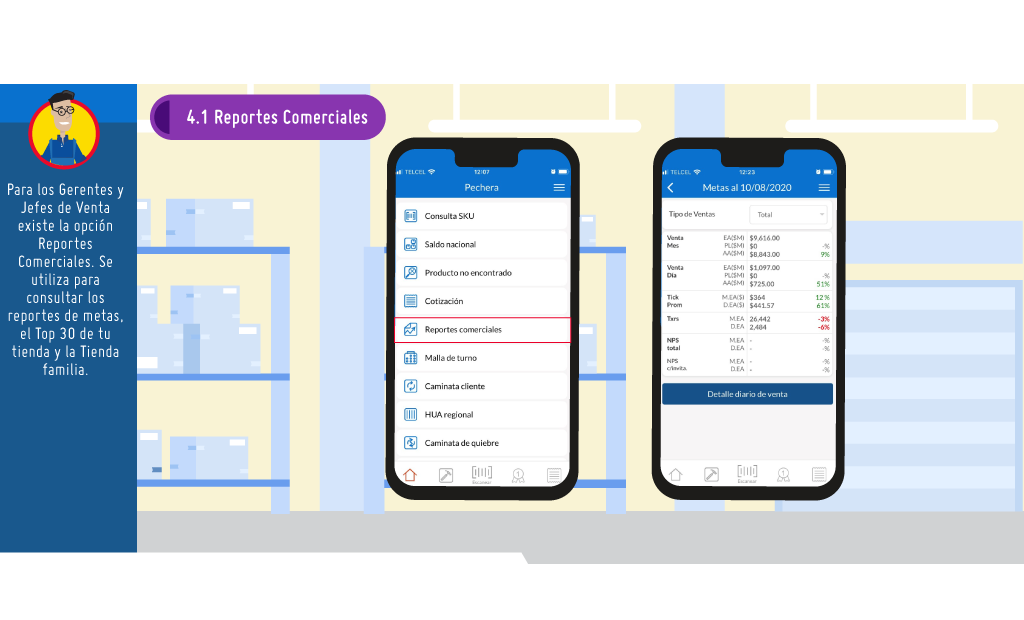 4.1 Reportes Comerciales
Para los Gerentes y
Jefes de Venta
existe la opción
Reportes
Comerciales. Se
utiliza para
consultar los
reportes de metas,
el Top 30 de tu
tienda y la Tienda
familia.
TELCEL 12:07
Pechera
Consulta SKU
Saldo nacional
Producto no encontrado
Cotización
Reportes comerciales
Malla de turno
Caminata cliente
HUA regional
Caminata de quiebre
Escanear
TELCEL 12:23
Metas al 10/08/2020
Tipo de Ventas Total
Venta EA($M) $9,616.00
Mes PL($M) $0 -%
AA($M) $8,843.00 9%
Venta EA($M) $1,097.00
Día PL($M) $0 -%
AA($M) $725.00 51%
Tick M.EA($) $364 12 %
Prom D.EA($) $441.57 61%
Txrs M.EA 26,442 -3%
D.EA 2,484 -6%
NPS M.EA - -%
total D.EA - -%
NPS M.EA - -%
c/invita. D.EA - -%
Detalle diario de venta
Escanear